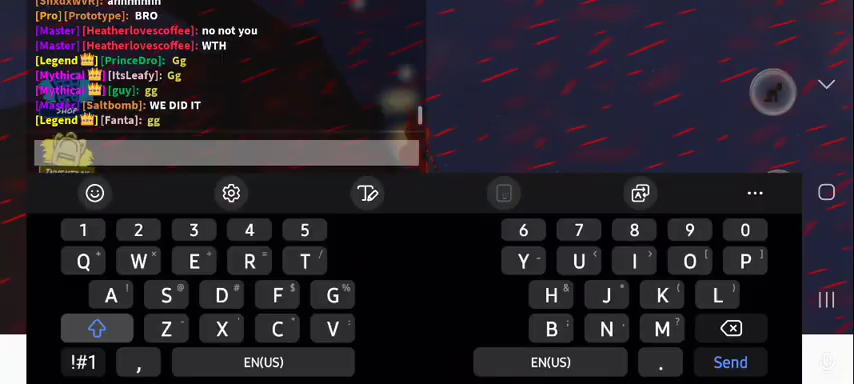 ahhhhhh
[Pro] [Prototype]: BRO
[Master] [Heatherlovescoffee]: no not you
[Master] [Heatherlovescoffee]: WTH
[Legend 👑] [PrinceDro]: Gg
[Mythical 👑] [ItsLeafy]: Gg
[Mythical 👑] [guy]: gg
[Master] [Saltbomb]: WE DID IT
SHOP
[Legend 👑] [Fanta]: gg
1 2 3 4 5 6 7 8 9 0
Q + W × E ÷ R = T / Y - U < I > O [ P ]
A ! S @ D # F $ G % H & J * K ( L )
Z - X ' C " V : B ; N , M ?
!#1 , EN(US) EN(US) . Send